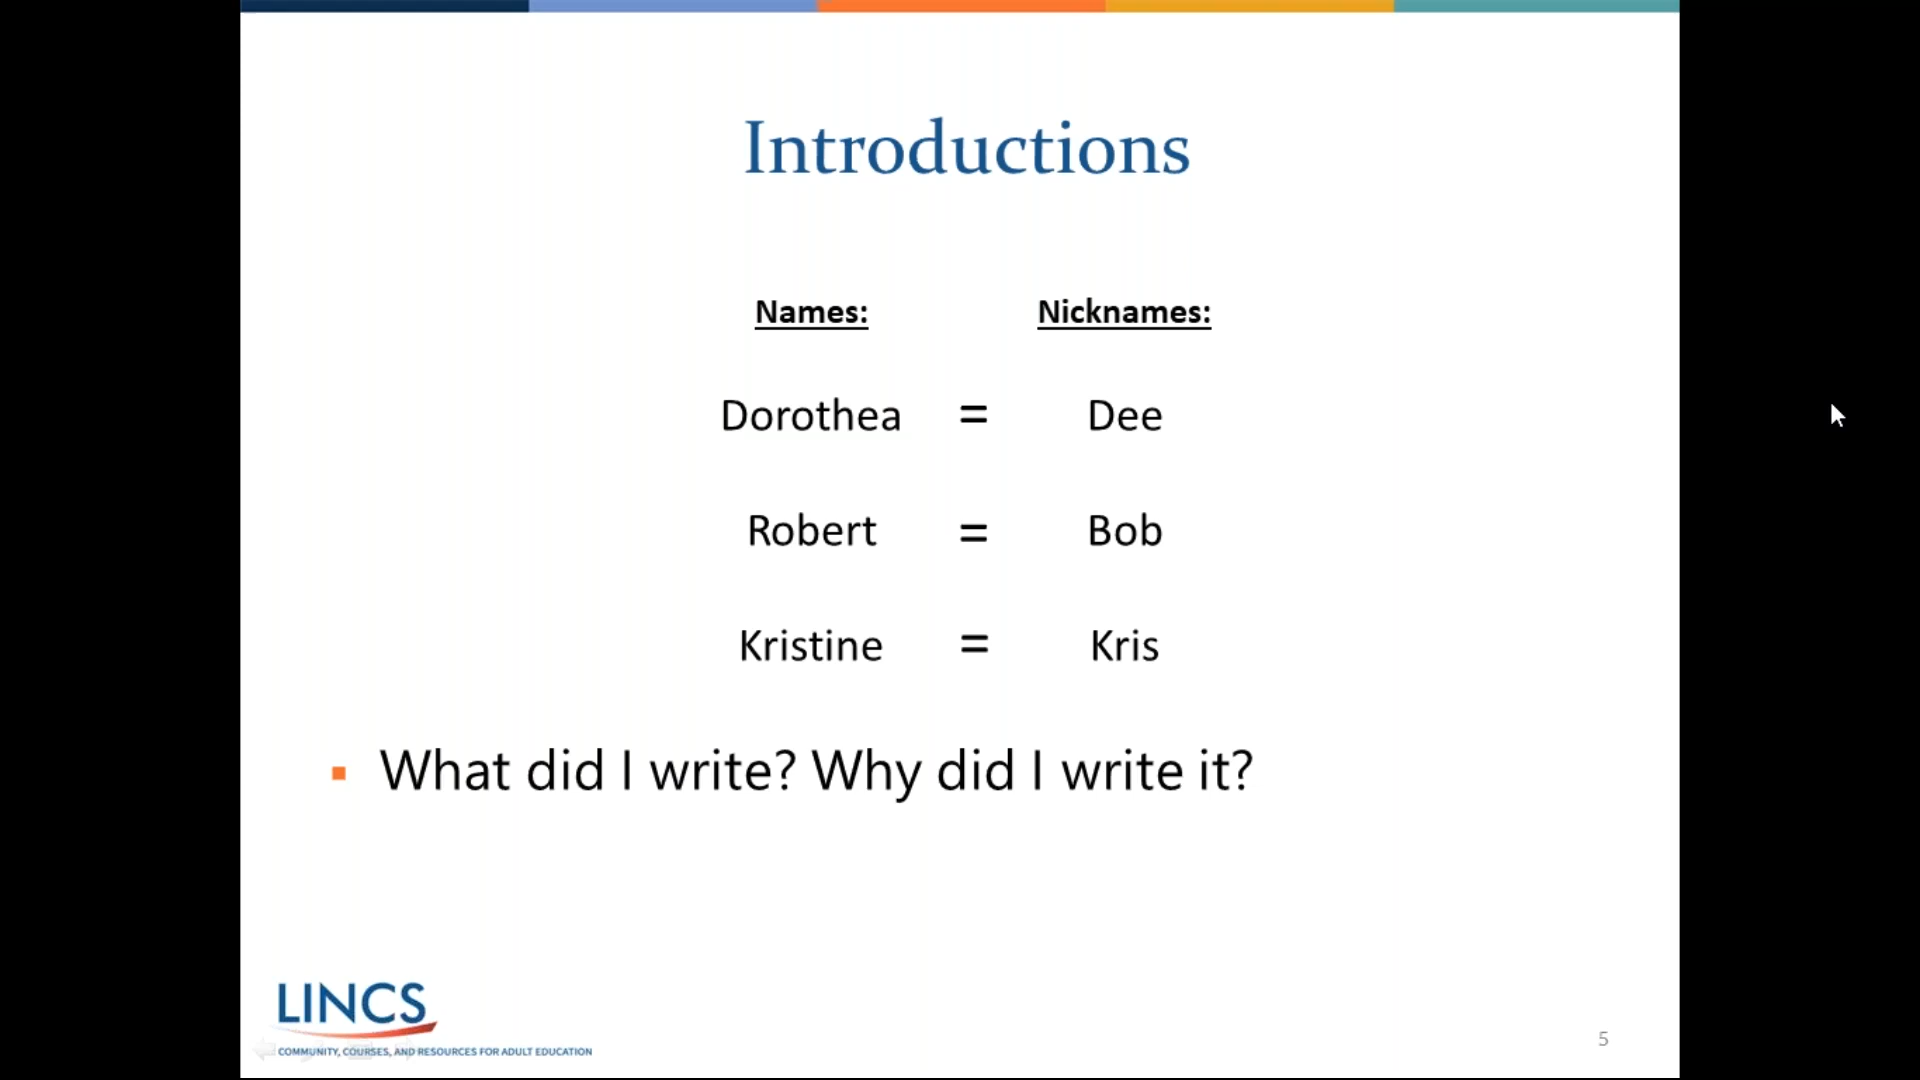 Introductions
Names: Nicknames:
Dorothea = Dee
Robert = Bob
Kristine = Kris
▪ What did I write? Why did I write it?
LINCS
COMMUNITY, COURSES, AND RESOURCES FOR ADULT EDUCATION
5